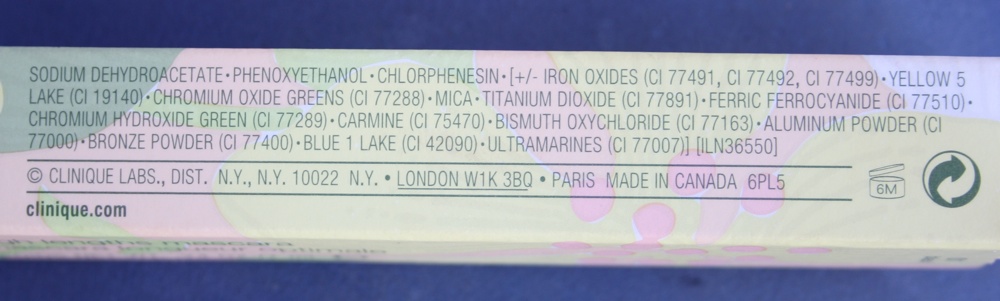 SODIUM DEHYDROACETATE • PHENOXYETHANOL • CHLORPHENESIN • [+/- IRON OXIDES (CI 77491, CI 77492, CI 77499) • YELLOW 5
LAKE (CI 19140) • CHROMIUM OXIDE GREENS (CI 77288) • MICA • TITANIUM DIOXIDE (CI 77891) • FERRIC FERROCYANIDE (CI 77510) •
CHROMIUM HYDROXIDE GREEN (CI 77289) • CARMINE (CI 75470) • BISMUTH OXYCHLORIDE (CI 77163) • ALUMINUM POWDER (CI
77000) • BRONZE POWDER (CI 77400) • BLUE 1 LAKE (CI 42090) • ULTRAMARINES (CI 77007)] [ILN36550]
© CLINIQUE LABS., DIST. N.Y., N.Y. 10022 N.Y. • LONDON W1K 3BQ • PARIS MADE IN CANADA 6PL5
6M
clinique.com
lengths mascara